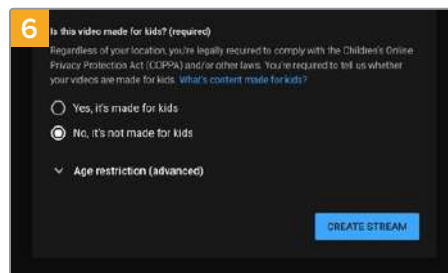 6
Is this video made for kids? (required)
Regardless of your location, you're legally required to comply with the Children's Online
Privacy Protection Act (COPPA) and/or other laws. You're required to tell us whether
your videos are made for kids. What's content made for kids?
Yes, it's made for kids
No, it's not made for kids
Age restriction (advanced)
CREATE STREAM